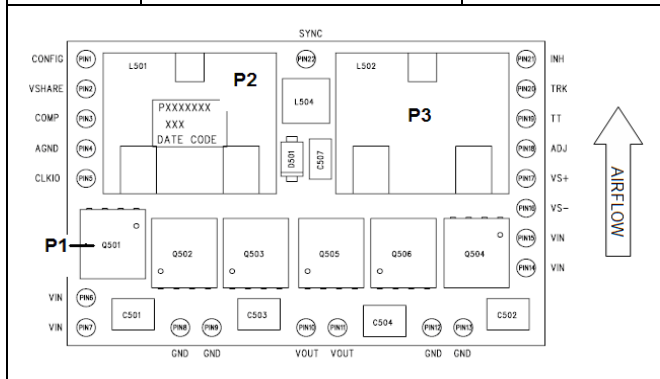 SYNC
CONFIG PIN1 L501 P2 PIN22 L502 PIN21 INH
VSHARE PIN2 L504 P3 PIN20 TRK
COMP PIN3 PXXXXXXX PIN19 TT
XXX
DATE CODE
AGND PIN4 D501 C507 PIN18 ADJ
CLKIO PIN5 PIN17 VS+
PIN16 VS-
AIRFLOW
P1 Q501 Q502 Q503 Q505 Q506 Q504 PIN15 VIN
PIN14 VIN
VIN PIN6 C501 C503 C504 C502
VIN PIN7 PIN8 PIN9 PIN10 PIN11 PIN12 PIN13
GND GND VOUT VOUT GND GND